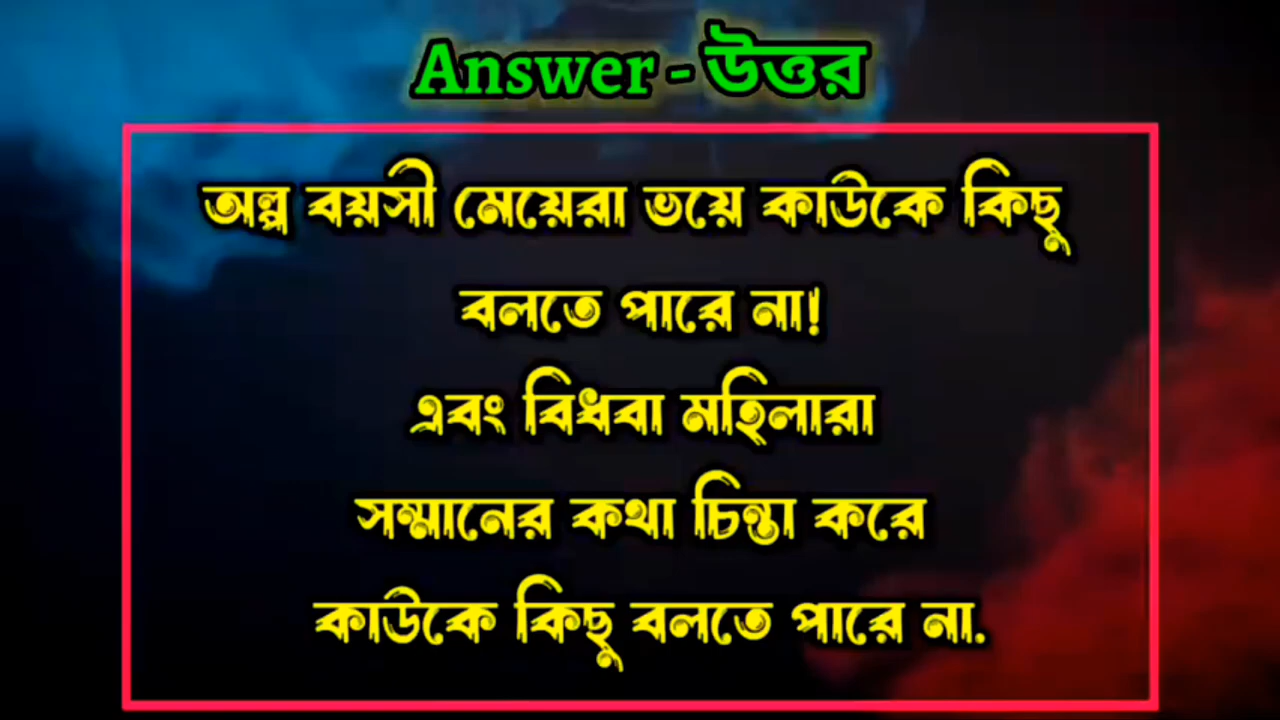 Answer - উত্তর
অল্প বয়সী মেয়েরা ভয়ে কাউকে কিছু
বলতে পারে না!
এবং বিধবা মহিলারা
সম্মানের কথা চিন্তা করে
কাউকে কিছু বলতে পারে না.